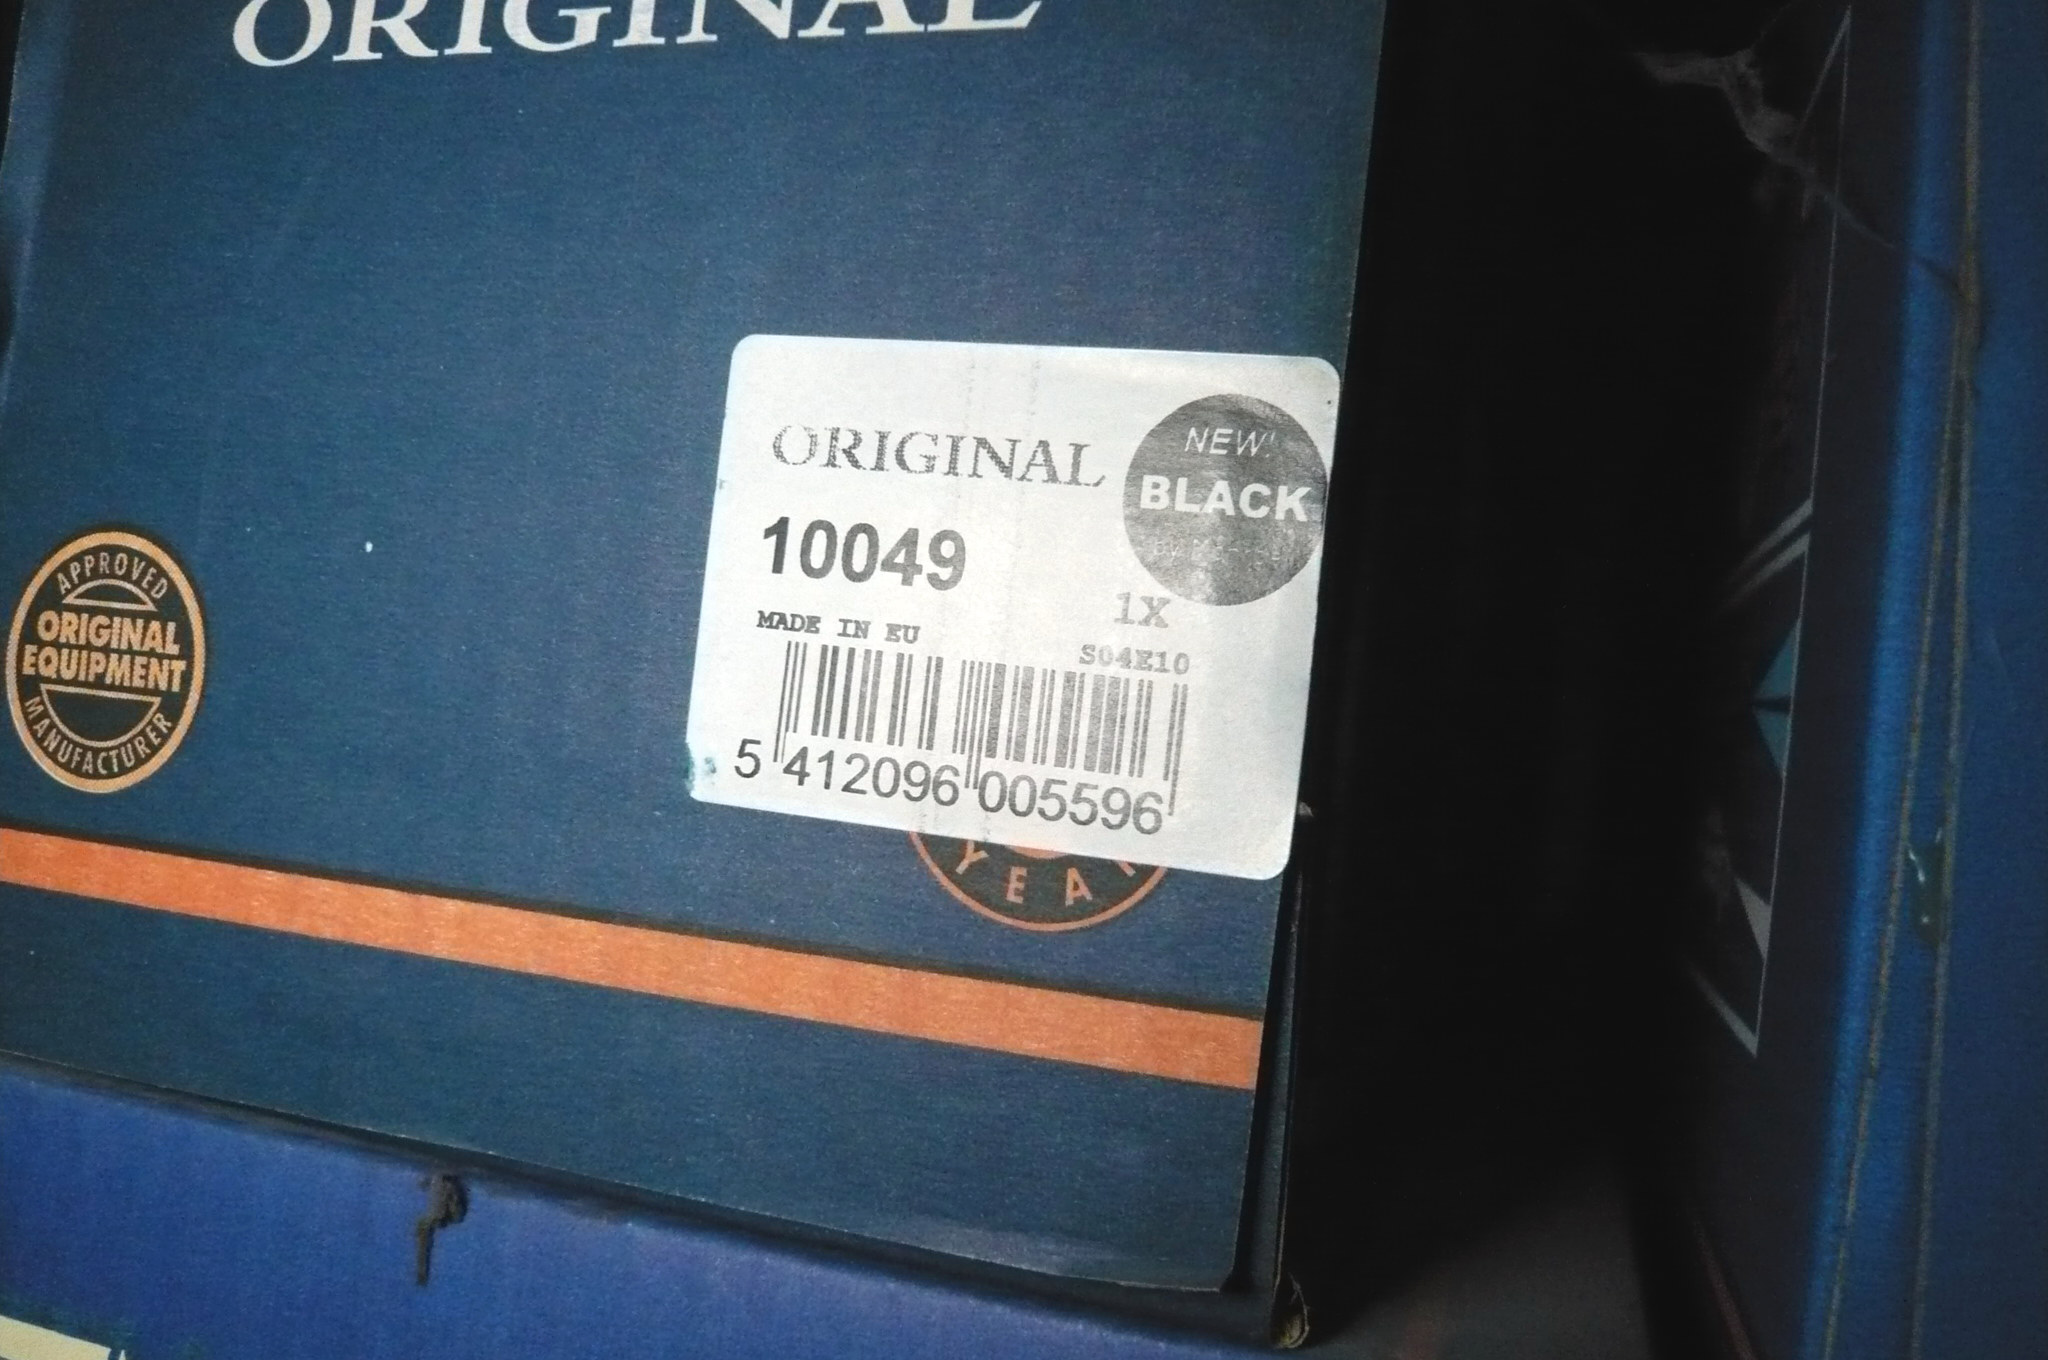 ORIGINAL
ORIGINAL
NEW!
BLACK
10049
1X
MADE IN EU
S04E10
5 412096 005596
APPROVED
ORIGINAL
EQUIPMENT
MANUFACTURER
YEA